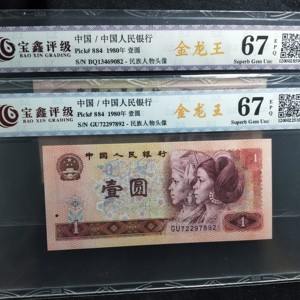 宝鑫评级
BAO XIN GRADING
中国 / 中国人民银行
Pick# 884 1980年 壹圆
S/N BQ13469082 - 民族人物头像
金龙王
67 EPQ
Superb Gem Unc
宝鑫评级
BAO XIN GRADING
中国 / 中国人民银行
Pick# 884 1980年 壹圆
S/N GU72297892 - 民族人物头像
金龙王
67 EPQ
Superb Gem Unc
中国人民银行
1
壹圆
GU72297892
1
1